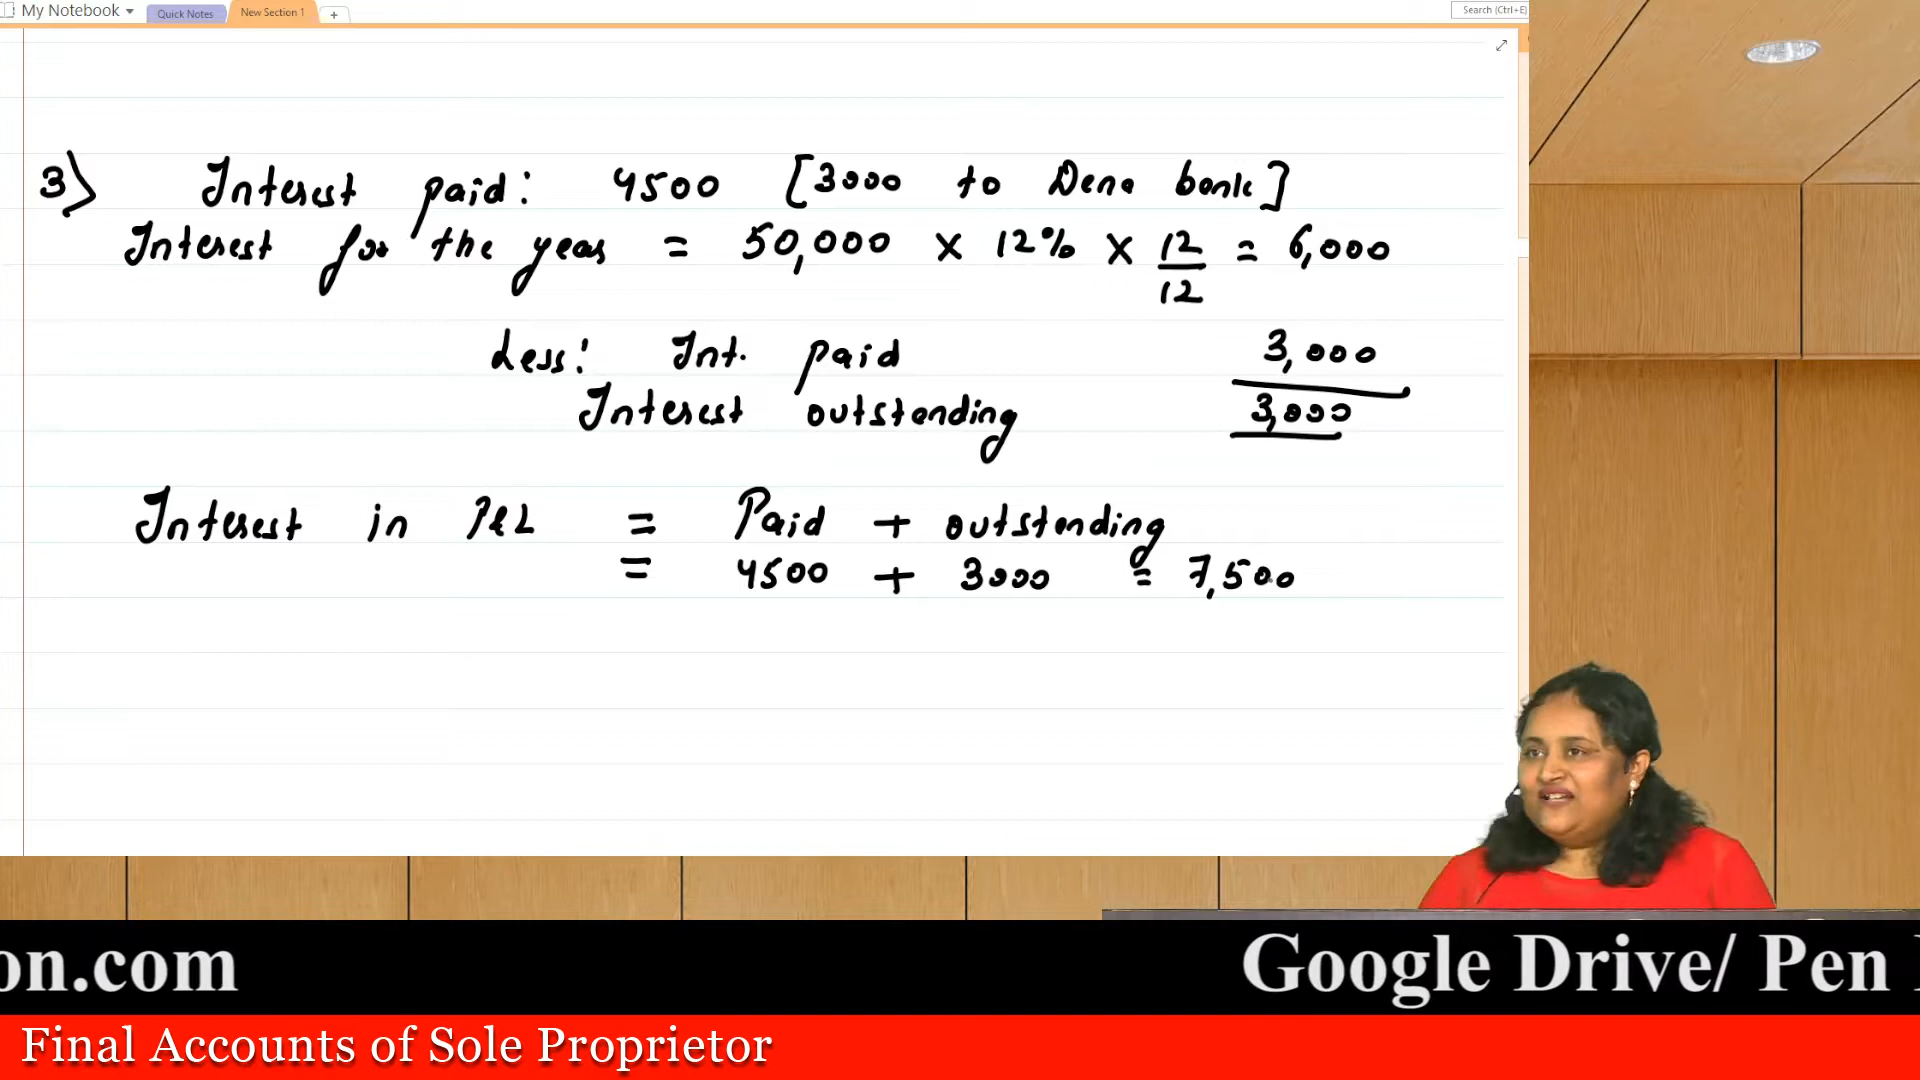 My Notebook
Quick Notes
New Section 1
+
Search (Ctrl+E)
3) Interest paid: 4500 [3000 to Dena bank]
Interest for the year = 50,000 × 12% × 12/12 = 6,000
Less: Int. paid 3,000
Interest outstanding 3,000
Interest in P&L = Paid + outstanding
= 4500 + 3000 = 7,500
on.com
Google Drive/ Pen
Final Accounts of Sole Proprietor